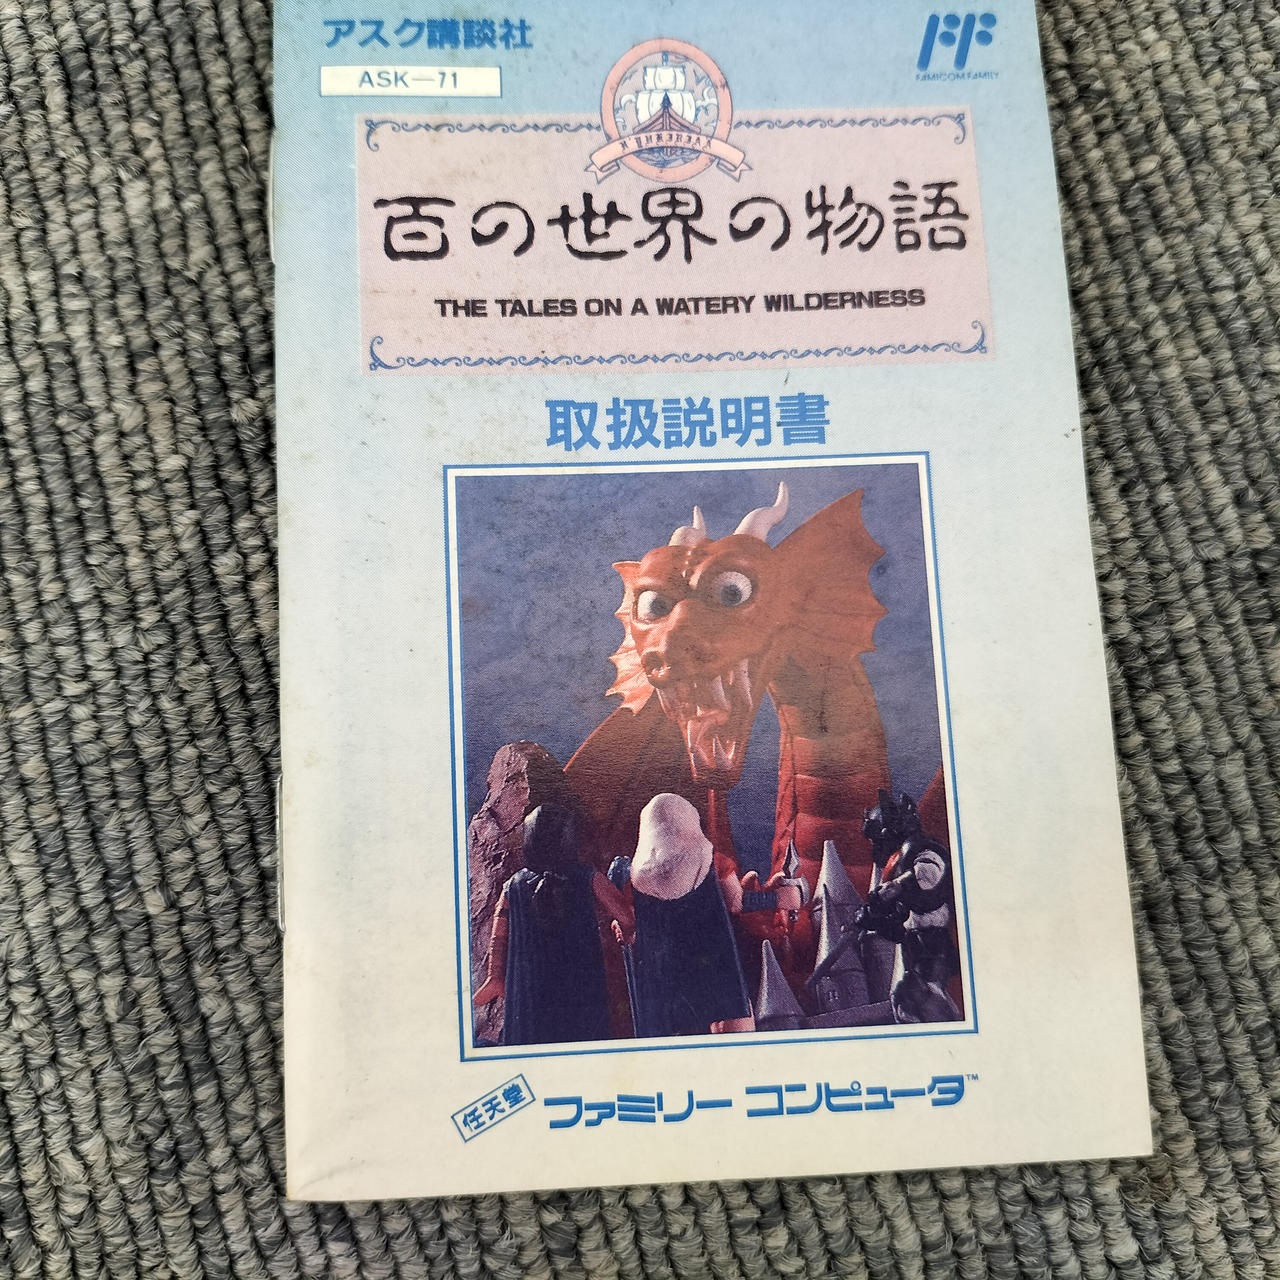 アスク講談社
ASK—71
FAMICOM FAMILY
百の世界の物語
THE TALES ON A WATERY WILDERNESS
取扱説明書
任天堂 ファミリー コンピュータ™